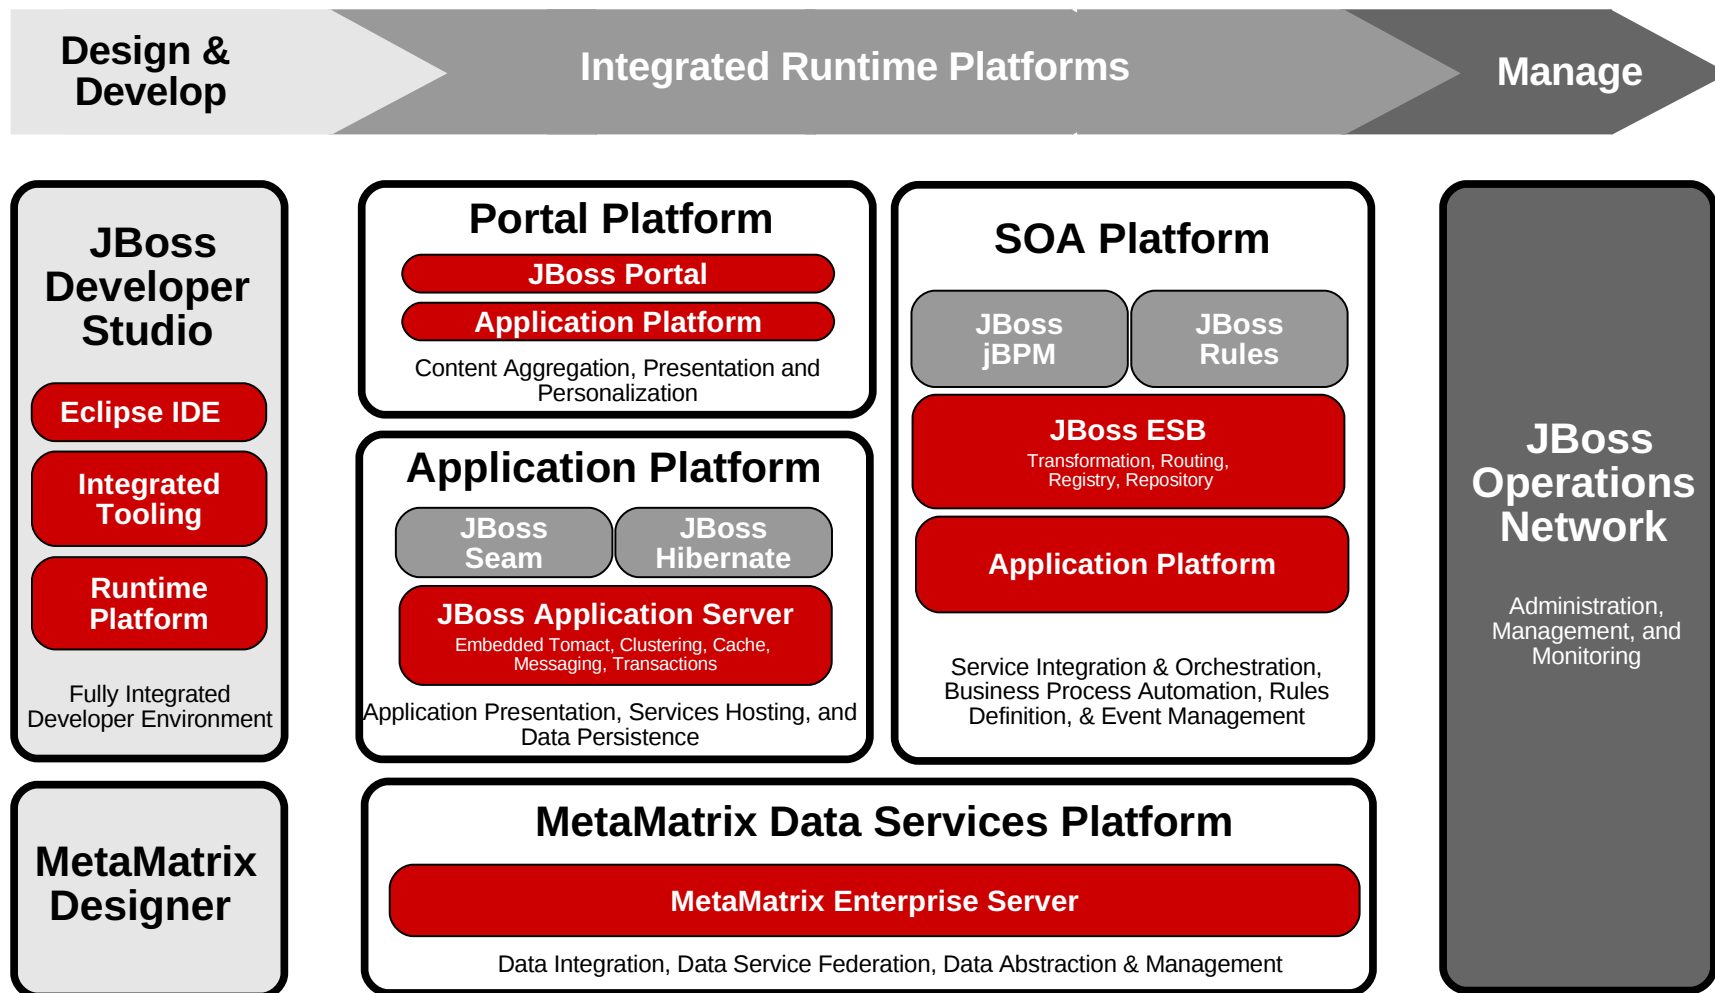 Design &
Develop
Integrated Runtime Platforms
Manage
JBoss
Developer
Studio
Eclipse IDE
Integrated
Tooling
Runtime
Platform
Fully Integrated
Developer Environment
MetaMatrix
Designer
Portal Platform
JBoss Portal
Application Platform
Content Aggregation, Presentation and
Personalization
Application Platform
JBoss
Seam
JBoss
Hibernate
JBoss Application Server
Embedded Tomact, Clustering, Cache,
Messaging, Transactions
Application Presentation, Services Hosting, and
Data Persistence
SOA Platform
JBoss
jBPM
JBoss
Rules
JBoss ESB
Transformation, Routing,
Registry, Repository
Application Platform
Service Integration & Orchestration,
Business Process Automation, Rules
Definition, & Event Management
MetaMatrix Data Services Platform
MetaMatrix Enterprise Server
Data Integration, Data Service Federation, Data Abstraction & Management
JBoss
Operations
Network
Administration,
Management, and
Monitoring